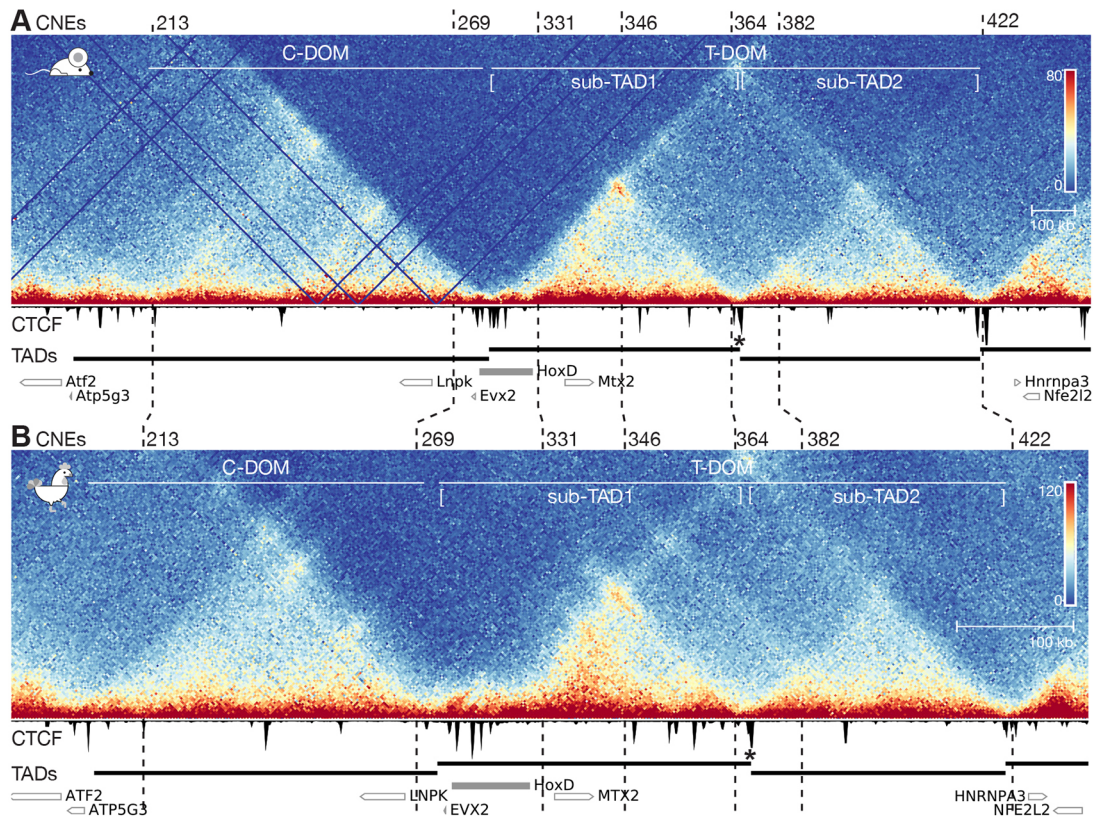 A CNEs 213 269 331 346 364 382 422
C-DOM T-DOM
[ sub-TAD1 ] [ sub-TAD2 ]
80
0
100 kb
CTCF
*
TADs
HoxD
Atf2 Lnpk Mtx2 Hnrnpa3
Atp5g3 Evx2 Nfe2l2
B CNEs 213 269 331 346 364 382 422
C-DOM T-DOM
[ sub-TAD1 ] [ sub-TAD2 ]
120
0
100 kb
CTCF
*
TADs
HoxD
ATF2 LNPK MTX2 HNRNPA3
ATP5G3 EVX2 NFE2L2